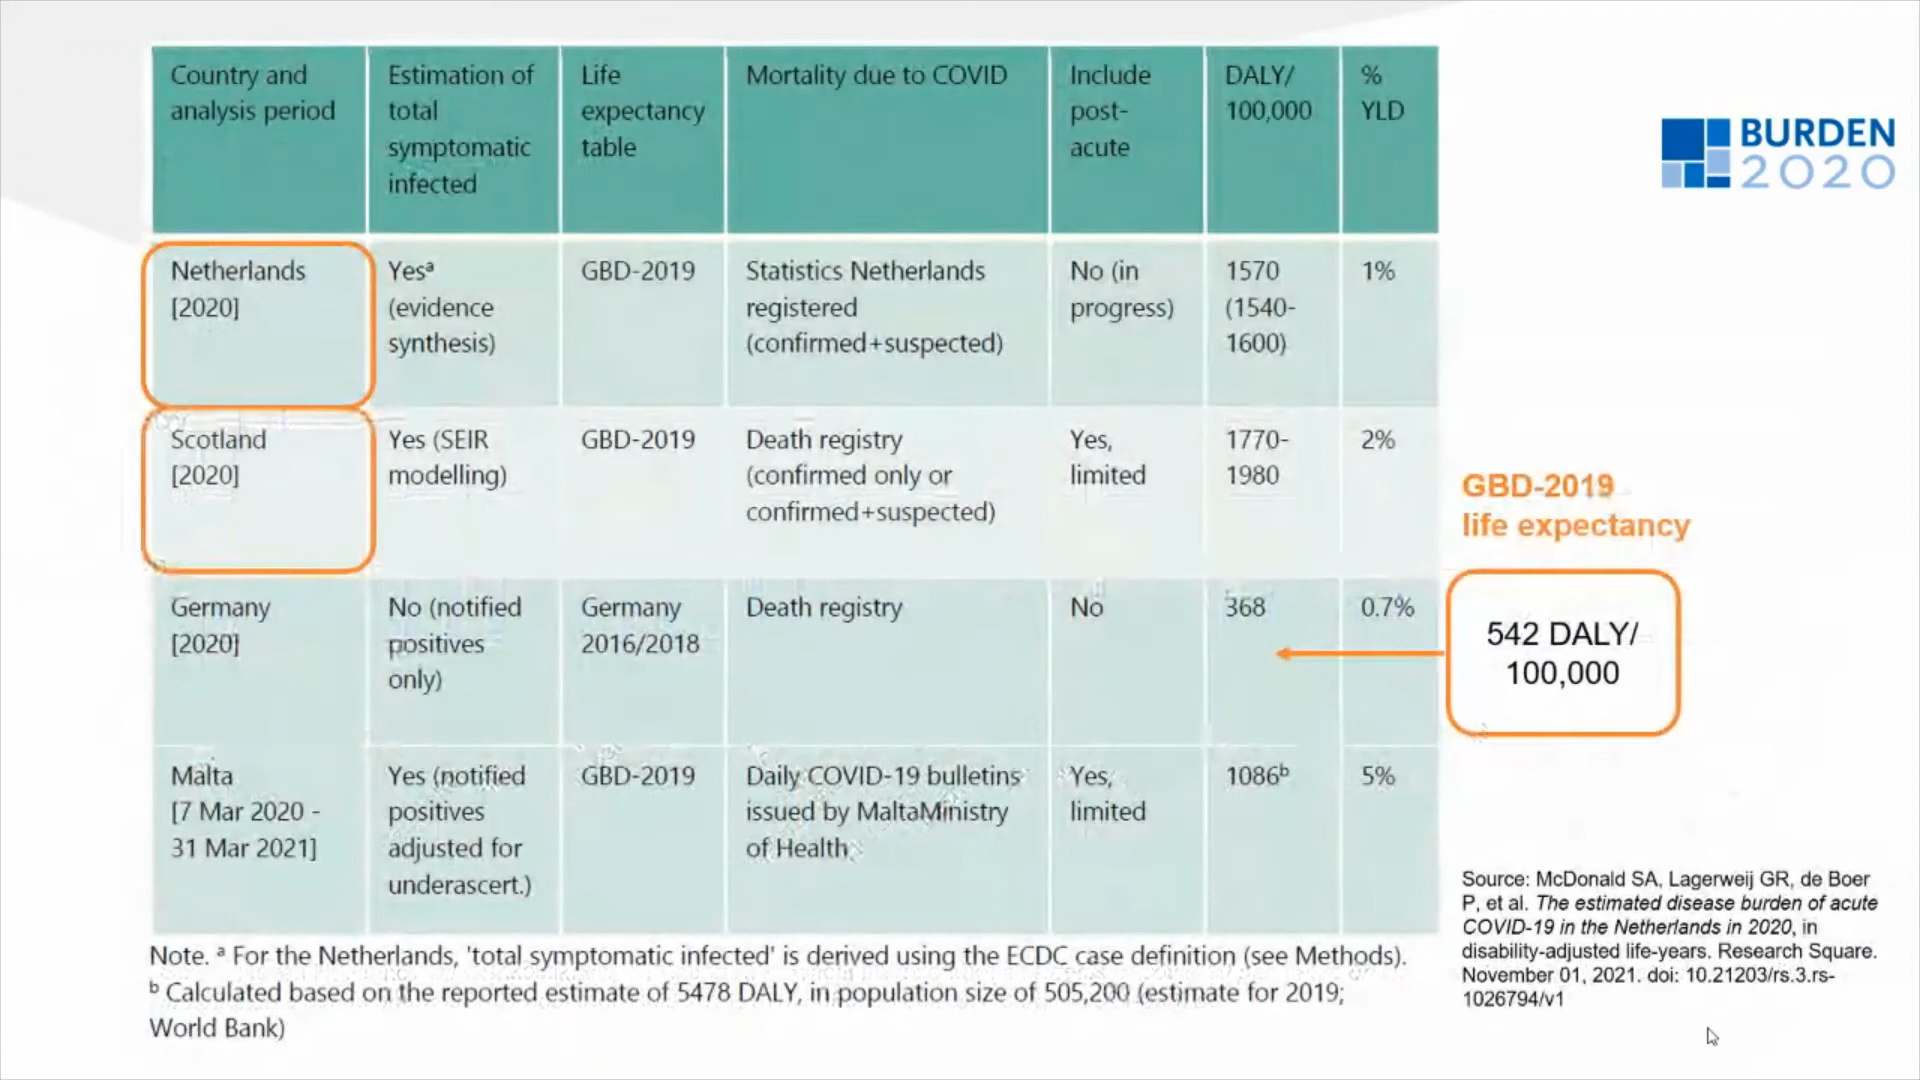 Country and
analysis period
Estimation of
total
symptomatic
infected
Life
expectancy
table
Mortality due to COVID
Include
post-
acute
DALY/
100,000
%
YLD
Netherlands
[2020]
Yesᵃ
(evidence
synthesis)
GBD-2019
Statistics Netherlands
registered
(confirmed+suspected)
No (in
progress)
1570
(1540-
1600)
1%
Scotland
[2020]
Yes (SEIR
modelling)
GBD-2019
Death registry
(confirmed only or
confirmed+suspected)
Yes,
limited
1770-
1980
2%
Germany
[2020]
No (notified
positives
only)
Germany
2016/2018
Death registry
No
368
0.7%
Malta
[7 Mar 2020 -
31 Mar 2021]
Yes (notified
positives
adjusted for
underascert.)
GBD-2019
Daily COVID-19 bulletins
issued by MaltaMinistry
of Health
Yes,
limited
1086ᵇ
5%
Note. ᵃ For the Netherlands, 'total symptomatic infected' is derived using the ECDC case definition (see Methods).
ᵇ Calculated based on the reported estimate of 5478 DALY, in population size of 505,200 (estimate for 2019;
World Bank)
BURDEN
2020
GBD-2019
life expectancy
542 DALY/
100,000
Source: McDonald SA, Lagerweij GR, de Boer
P, et al. The estimated disease burden of acute
COVID-19 in the Netherlands in 2020, in
disability-adjusted life-years. Research Square.
November 01, 2021. doi: 10.21203/rs.3.rs-
1026794/v1